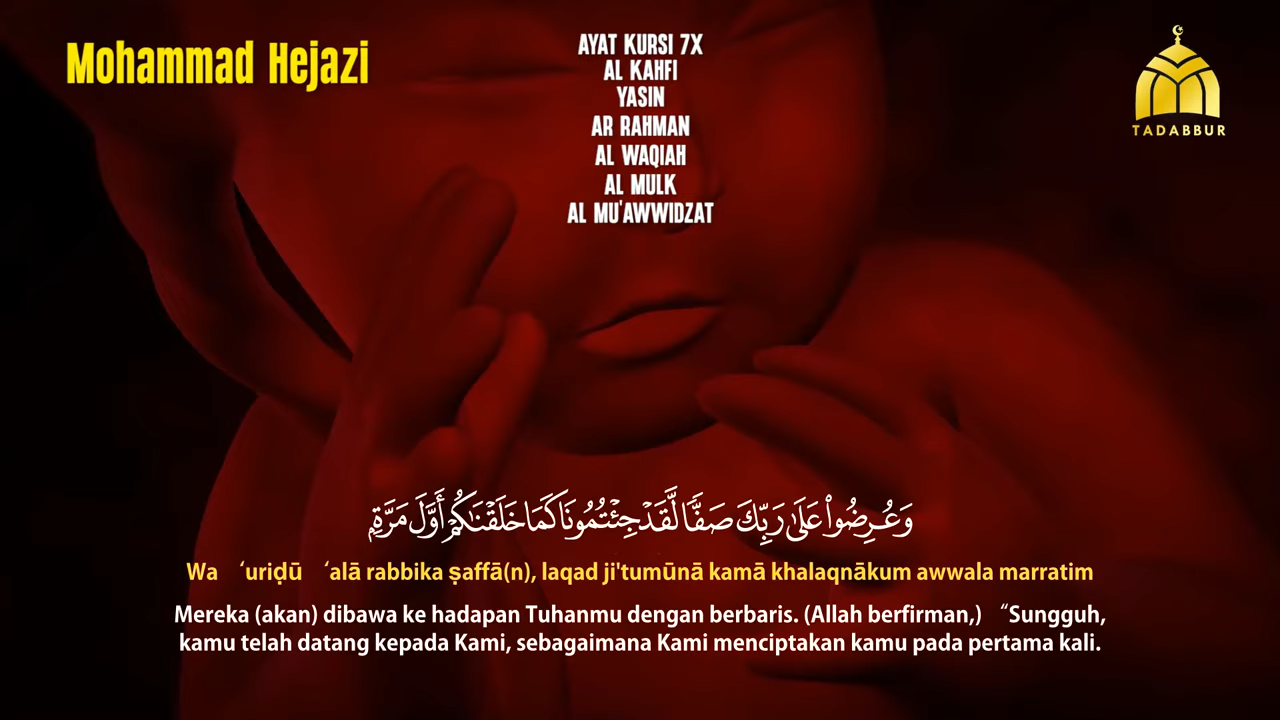 Mohammad Hejazi
AYAT KURSI 7X
AL KAHFI
YASIN
AR RAHMAN
AL WAQIAH
AL MULK
AL MU'AWWIDZAT
TADABBUR
وَعُرِضُوا۟ عَلَىٰ رَبِّكَ صَفًّا لَّقَدْ جِئْتُمُونَا كَمَا خَلَقْنَـٰكُمْ أَوَّلَ مَرَّةٍۭ
Wa ‘uriḍū ‘alā rabbika ṣaffā(n), laqad ji'tumūnā kamā khalaqnākum awwala marratim
Mereka (akan) dibawa ke hadapan Tuhanmu dengan berbaris. (Allah berfirman,) “Sungguh,
kamu telah datang kepada Kami, sebagaimana Kami menciptakan kamu pada pertama kali.